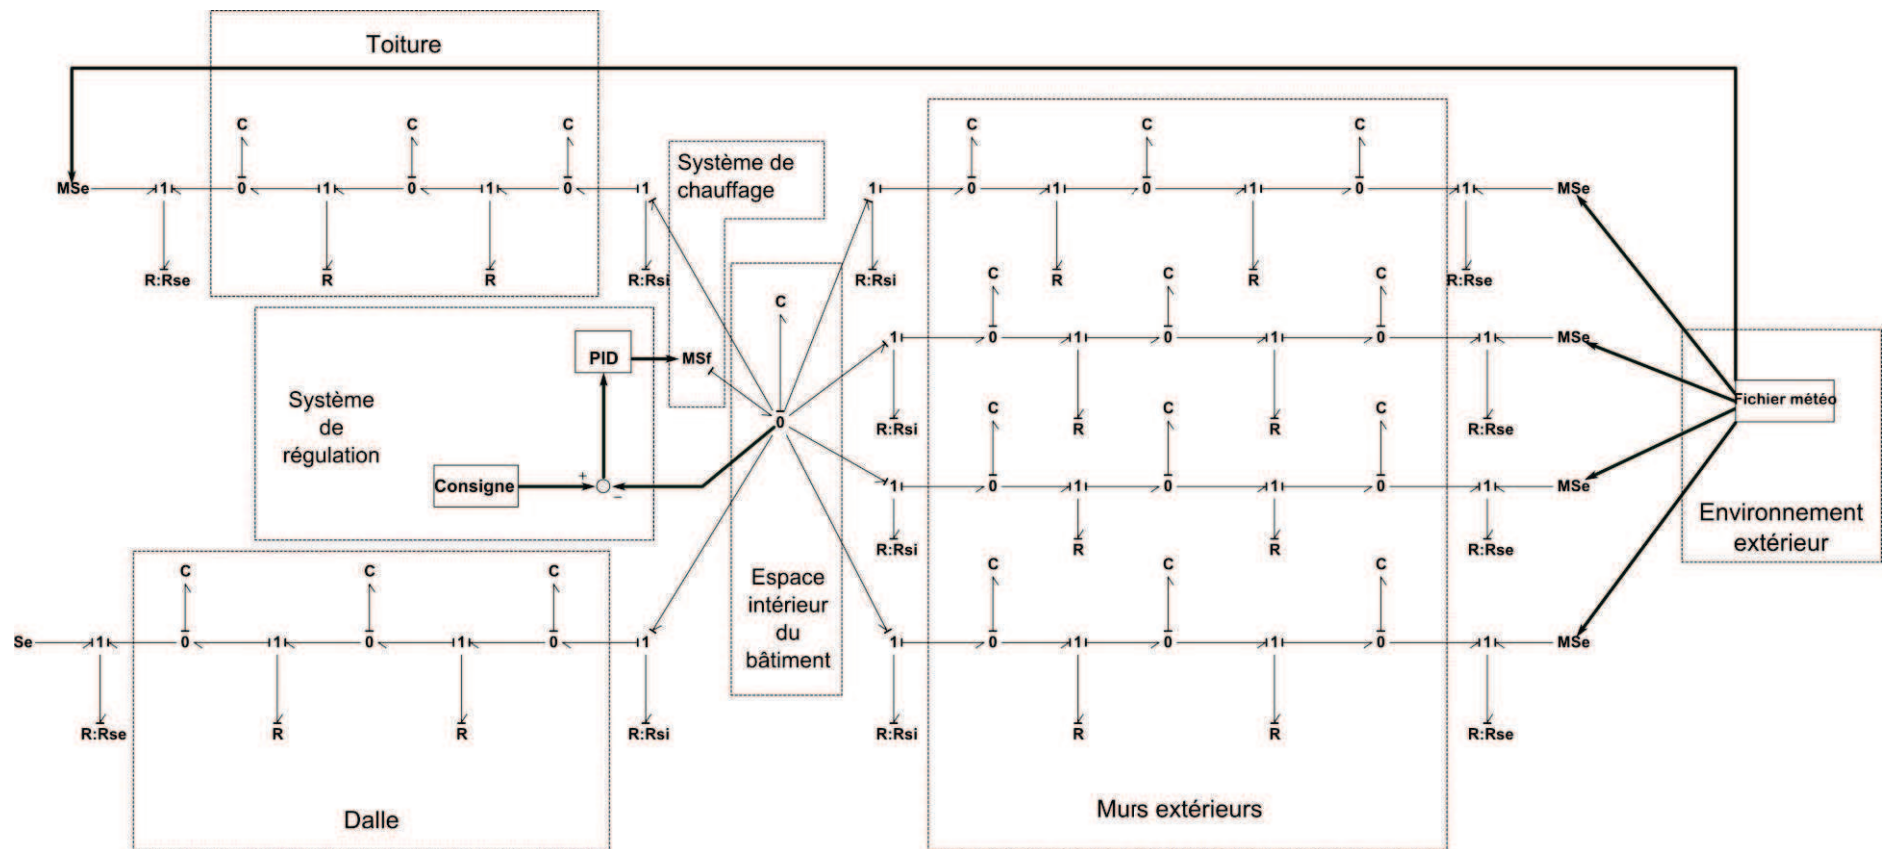 Toiture
C C C
MSe 1 0 1 0 1 0 1
R:Rse R R R:Rsi
Système de
chauffage
C C C
1 0 1 0 1 0 1 MSe
R:Rsi R R R:Rse
C
C C C
1 0 1 0 1 0 1 MSe
R:Rsi R R R:Rse
PID MSf
Système
de
régulation
Consigne + −
0
C C C
1 0 1 0 1 0 1 MSe
R:Rsi R R R:Rse
Fichier météo
Environnement
extérieur
C C C
Se 1 0 1 0 1 0 1
R:Rse R R R:Rsi
Dalle
Espace
intérieur
du
bâtiment
C C C
1 0 1 0 1 0 1 MSe
R:Rsi R R R:Rse
Murs extérieurs